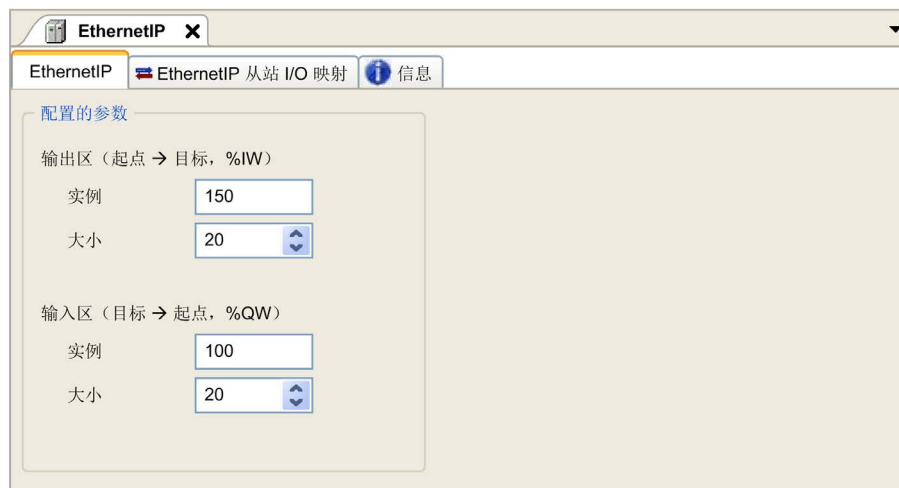 EthernetIP
EthernetIP EthernetIP 从站 I/O 映射 信息
配置的参数
输出区（起点 → 目标，%IW）
实例 150
大小 20
输入区（目标 → 起点，%QW）
实例 100
大小 20